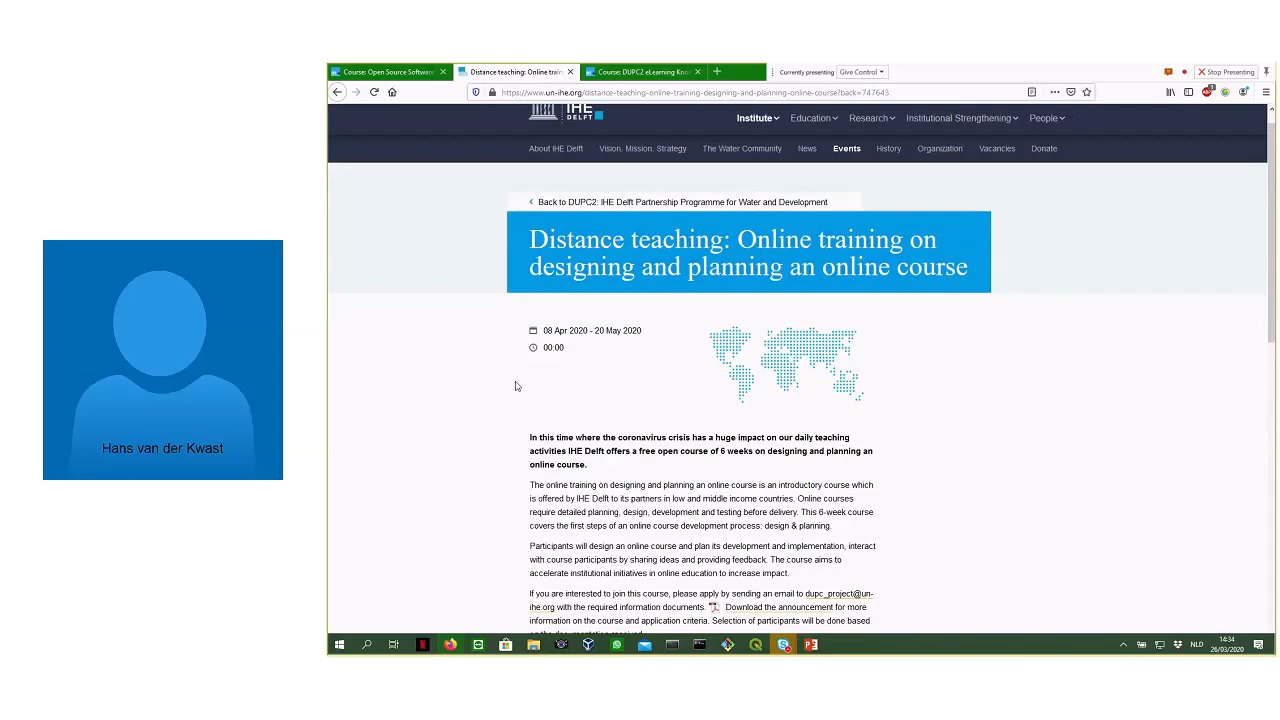 Course: Open Source Software
Distance teaching: Online train
Course: DUPC2 eLearning Kno
Currently presenting
Give Control
Stop Presenting
https://www.un-ihe.org/distance-teaching-online-training-designing-and-planning-online-course?back=747643
IHE
DELFT
Institute
Education
Research
Institutional Strengthening
People
About IHE Delft
Vision, Mission, Strategy
The Water Community
News
Events
History
Organization
Vacancies
Donate
Back to DUPC2: IHE Delft Partnership Programme for Water and Development
Distance teaching: Online training on
designing and planning an online course
08 Apr 2020 - 20 May 2020
00:00
In this time where the coronavirus crisis has a huge impact on our daily teaching
activities IHE Delft offers a free open course of 6 weeks on designing and planning an
online course.
The online training on designing and planning an online course is an introductory course which
is offered by IHE Delft to its partners in low and middle income countries. Online courses
require detailed planning, design, development and testing before delivery. This 6-week course
covers the first steps of an online course development process: design & planning.
Participants will design an online course and plan its development and implementation, interact
with course participants by sharing ideas and providing feedback. The course aims to
accelerate institutional initiatives in online education to increase impact.
If you are interested to join this course, please apply by sending an email to dupc_project@un-
ihe.org with the required information documents. Download the announcement for more
information on the course and application criteria. Selection of participants will be done based
Hans van der Kwast
NLD
14:34
26/03/2020